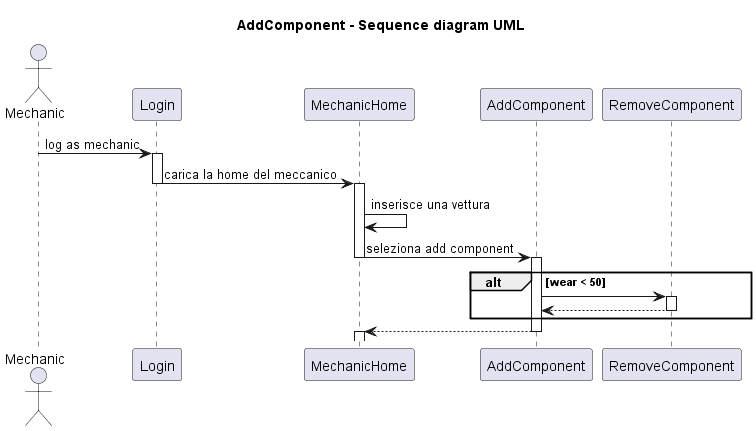 AddComponent - Sequence diagram UML
Mechanic
Login
MechanicHome
AddComponent
RemoveComponent
log as mechanic
carica la home del meccanico
inserisce una vettura
seleziona add component
alt
[wear < 50]
Mechanic
Login
MechanicHome
AddComponent
RemoveComponent